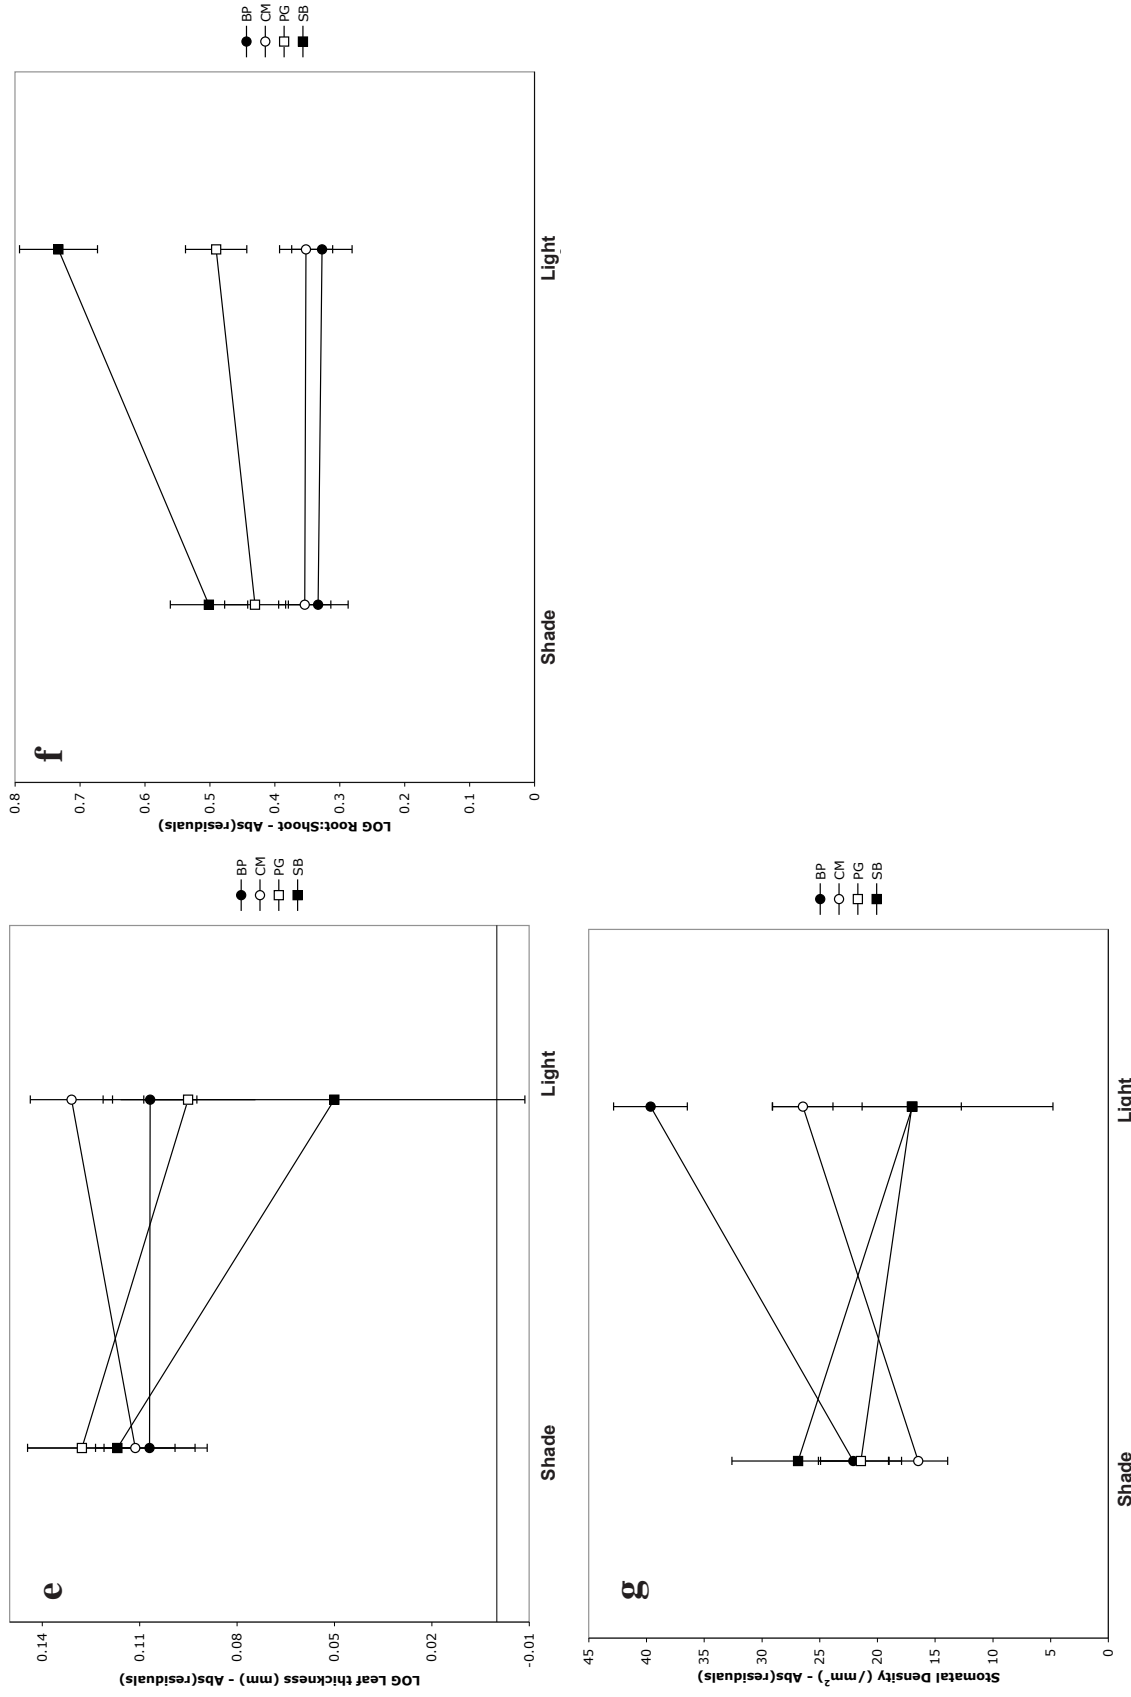 e
LOG Leaf thickness (mm) - Abs(residuals)
0.14
0.11
0.08
0.05
0.02
-0.01
Shade
Light
BP
CM
PG
SB
f
LOG Root:Shoot - Abs(residuals)
0.8
0.7
0.6
0.5
0.4
0.3
0.2
0.1
0
Shade
Light
BP
CM
PG
SB
g
Stomatal Density (/mm²) - Abs(residuals)
45
40
35
30
25
20
15
10
5
0
Shade
Light
BP
CM
PG
SB